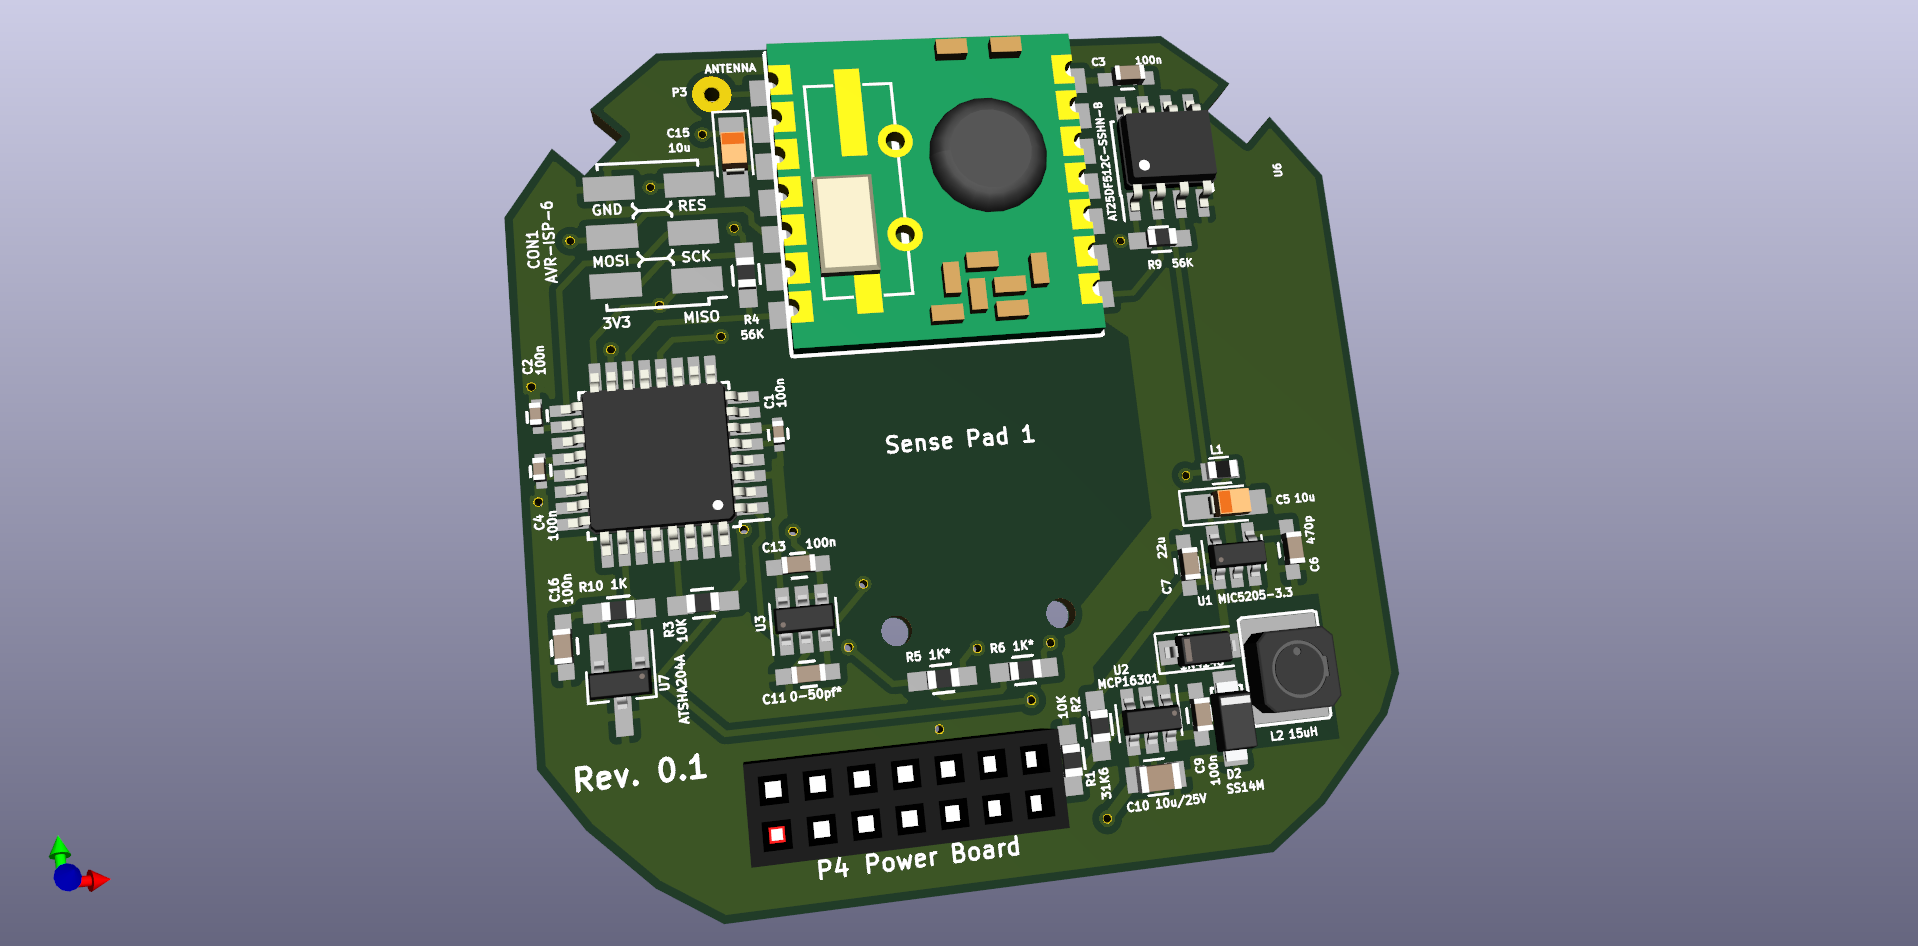 ANTENNA
P3
C15
10u
GND
RES
CON1
AVR-ISP-6
MOSI
SCK
3V3
MISO
R4
56K
C3
100n
AT25DF512C-SSHN-B
U6
R9 56K
C2
100n
C1
100n
C4
100n
Sense Pad 1
L1
C5 10u
22u
C7
470p
C6
U1 MIC5205-3.3
C13 100n
U3
C11 0-50pf*
C16
100n
R10 1K
R3
10K
U7
ATSHA204A
R5 1K*
R6 1K*
U2
MCP16301
10K
R2
R1
31K6
C9
100n
C10 10u/25V
D2
SS14M
L2 15uH
Rev. 0.1
P4 Power Board